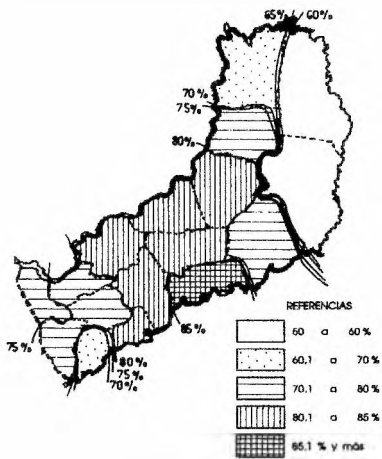 65% 60%
70%
75%
80%
85%
75%
80%
75%
70%
REFERENCIAS
60 a 60%
60,1 a 70%
70.1 a 80%
80.1 a 85%
65.1 % y más